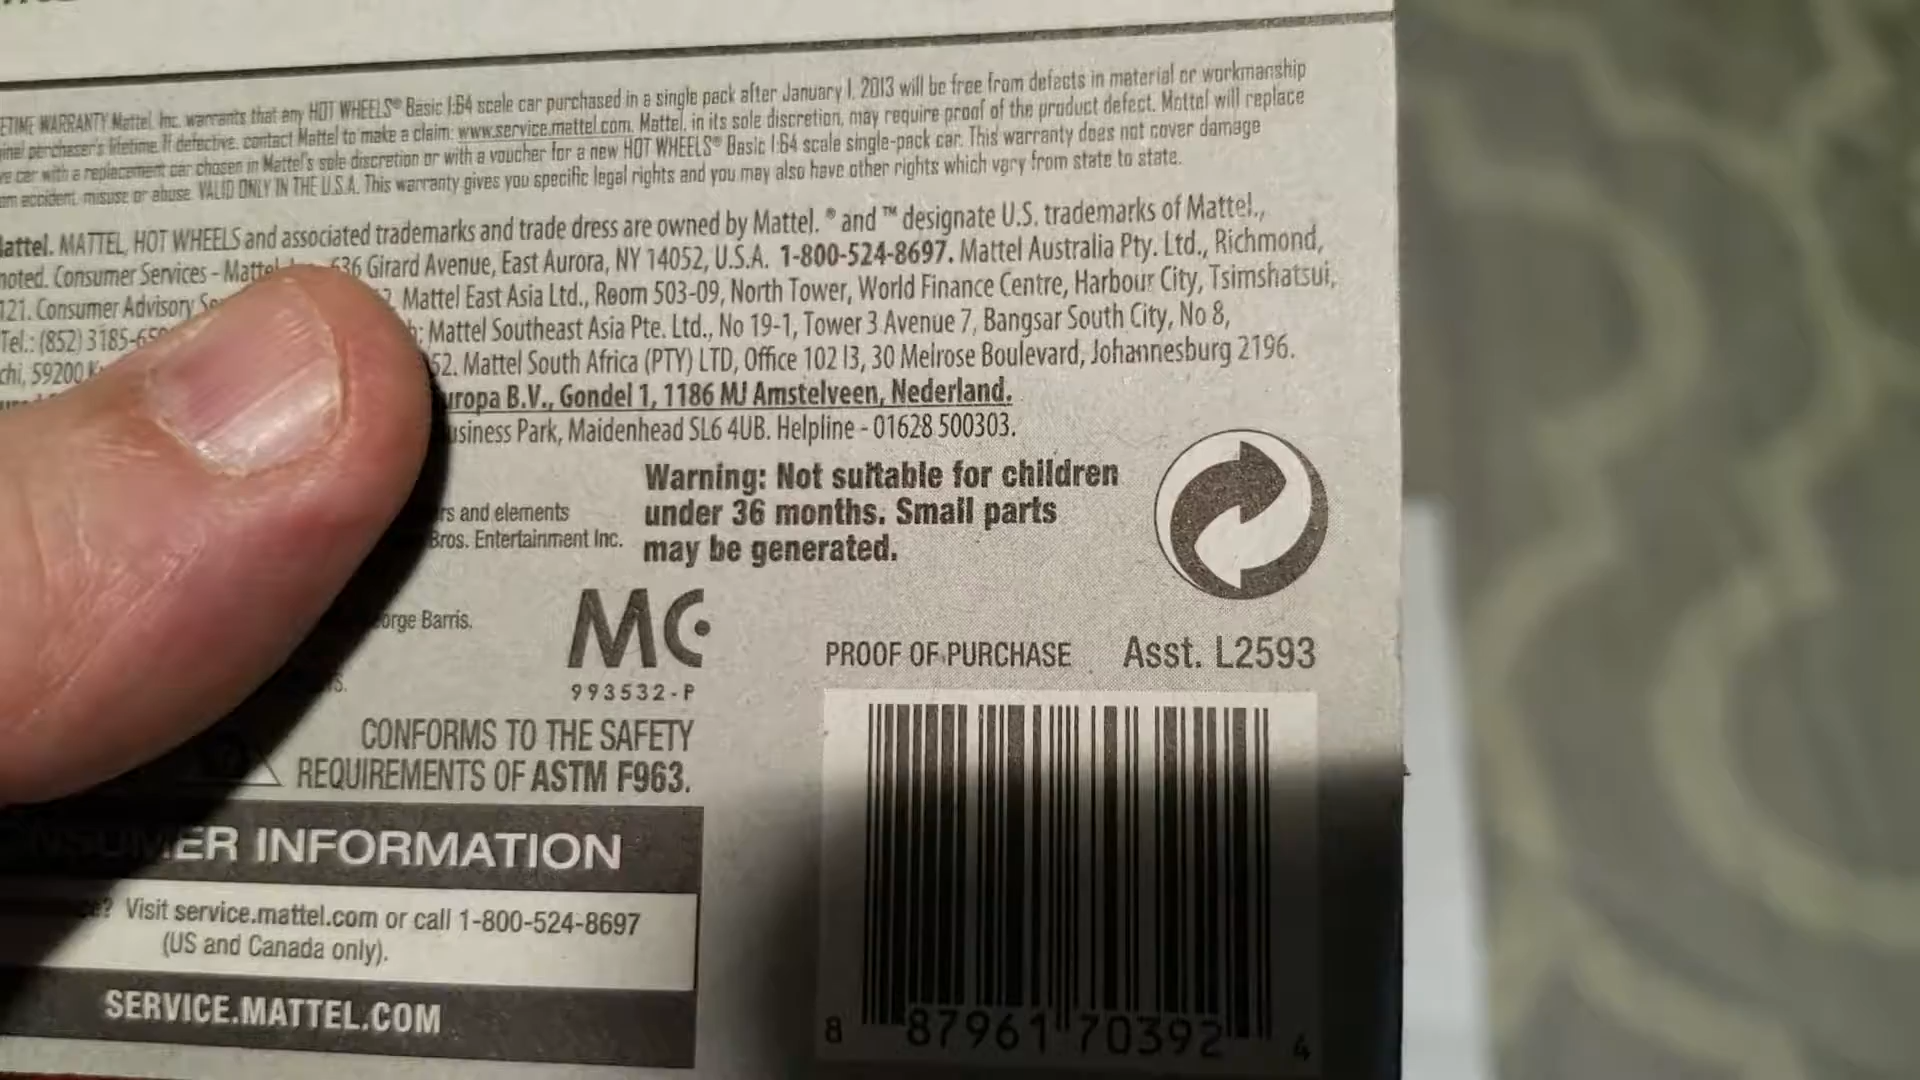 ETIME WARRANTY Mattel, Inc. warrants that any HOT WHEELS® Basic 1:64 scale car purchased in a single pack after January 1, 2013 will be free from defects in material or workmanship
purchaser's lifetime. If defective, contact Mattel to make a claim: www.service.mattel.com. Mattel, in its sole discretion, may require proof of the product defect. Mattel will replace
ve car with a replacement car chosen in Mattel's sole discretion or with a voucher for a new HOT WHEELS® Basic 1:64 scale single-pack car. This warranty does not cover damage
om accident, misuse or abuse. VALID ONLY IN THE U.S.A. This warranty gives you specific legal rights and you may also have other rights which vary from state to state.
attel. MATTEL, HOT WHEELS and associated trademarks and trade dress are owned by Mattel. ® and ™ designate U.S. trademarks of Mattel.,
noted. Consumer Services - Mattel 636 Girard Avenue, East Aurora, NY 14052, U.S.A. 1-800-524-8697. Mattel Australia Pty. Ltd., Richmond,
121. Consumer Advisory Mattel East Asia Ltd., Room 503-09, North Tower, World Finance Centre, Harbour City, Tsimshatsui,
Tel.: (852) 3185-65 Mattel Southeast Asia Pte. Ltd., No 19-1, Tower 3 Avenue 7, Bangsar South City, No 8,
chi, 59200 52. Mattel South Africa (PTY) LTD, Office 102 I3, 30 Melrose Boulevard, Johannesburg 2196.
uropa B.V., Gondel 1, 1186 MJ Amstelveen, Nederland.
usiness Park, Maidenhead SL6 4UB. Helpline - 01628 500303.
rs and elements
Bros. Entertainment Inc.
Warning: Not suitable for children
under 36 months. Small parts
may be generated.
orge Barris.
MC
993532-P
PROOF OF PURCHASE Asst. L2593
s.
CONFORMS TO THE SAFETY
REQUIREMENTS OF ASTM F963.
NSUMER INFORMATION
? Visit service.mattel.com or call 1-800-524-8697
(US and Canada only).
SERVICE.MATTEL.COM
8 87961 70392 4